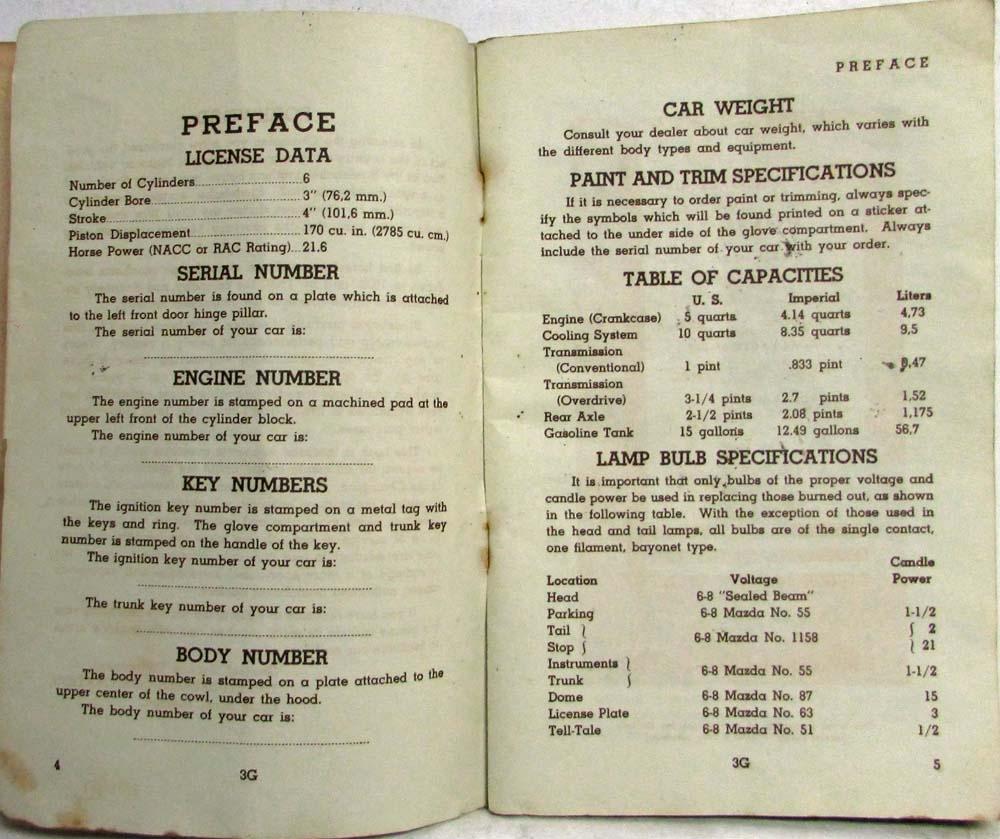 PREFACE
LICENSE DATA
Number of Cylinders..............................6
Cylinder Bore..........................................3" (76,2 mm.)
Stroke......................................................4" (101,6 mm.)
Piston Displacement..............................170 cu. in. (2785 cu. cm.)
Horse Power (NACC or RAC Rating)...21.6
SERIAL NUMBER
The serial number is found on a plate which is attached
to the left front door hinge pillar.
The serial number of your car is:
ENGINE NUMBER
The engine number is stamped on a machined pad at the
upper left front of the cylinder block.
The engine number of your car is:
KEY NUMBERS
The ignition key number is stamped on a metal tag with
the keys and ring. The glove compartment and trunk key
number is stamped on the handle of the key.
The ignition key number of your car is:
The trunk key number of your car is:
BODY NUMBER
The body number is stamped on a plate attached to the
upper center of the cowl, under the hood.
The body number of your car is:
4
3G
PREFACE
CAR WEIGHT
Consult your dealer about car weight, which varies with
the different body types and equipment.
PAINT AND TRIM SPECIFICATIONS
If it is necessary to order paint or trimming, always spec-
ify the symbols which will be found printed on a sticker at-
tached to the under side of the glove compartment. Always
include the serial number of your car with your order.
TABLE OF CAPACITIES
U. S. Imperial Liters
Engine (Crankcase) 5 quarts 4.14 quarts 4,73
Cooling System 10 quarts 8.35 quarts 9,5
Transmission
(Conventional) 1 pint .833 pint 0,47
Transmission
(Overdrive) 3-1/4 pints 2.7 pints 1,52
Rear Axle 2-1/2 pints 2.08 pints 1,175
Gasoline Tank 15 gallons 12.49 gallons 56,7
LAMP BULB SPECIFICATIONS
It is important that only bulbs of the proper voltage and
candle power be used in replacing those burned out, as shown
in the following table. With the exception of those used in
the head and tail lamps, all bulbs are of the single contact,
one filament, bayonet type.
Candle
Location Voltage Power
Head 6-8 "Sealed Beam"
Parking 6-8 Mazda No. 55 1-1/2
Tail } { 2
6-8 Mazda No. 1158
Stop } { 21
Instruments }
6-8 Mazda No. 55 1-1/2
Trunk }
Dome 6-8 Mazda No. 87 15
License Plate 6-8 Mazda No. 63 3
Tell-Tale 6-8 Mazda No. 51 1/2
3G
5